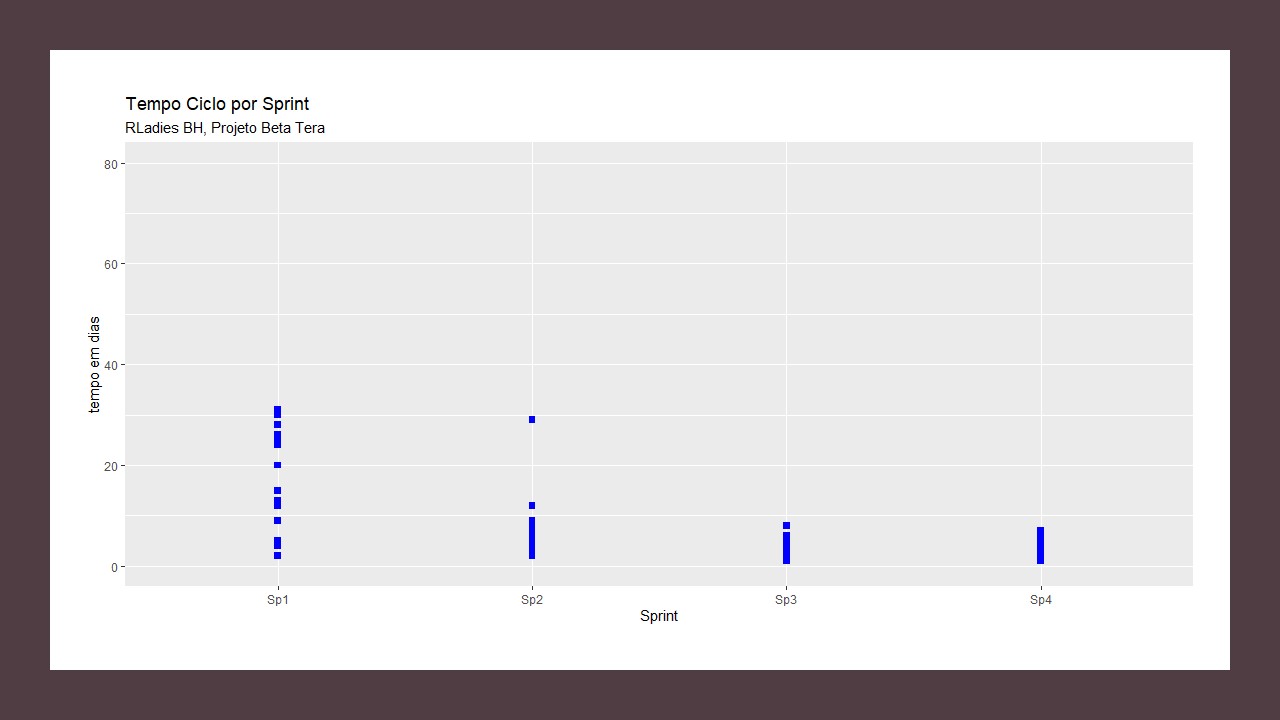 Tempo Ciclo por Sprint
RLadies BH, Projeto Beta Tera
80
60
40
20
0
tempo em dias
Sp1 Sp2 Sp3 Sp4
Sprint